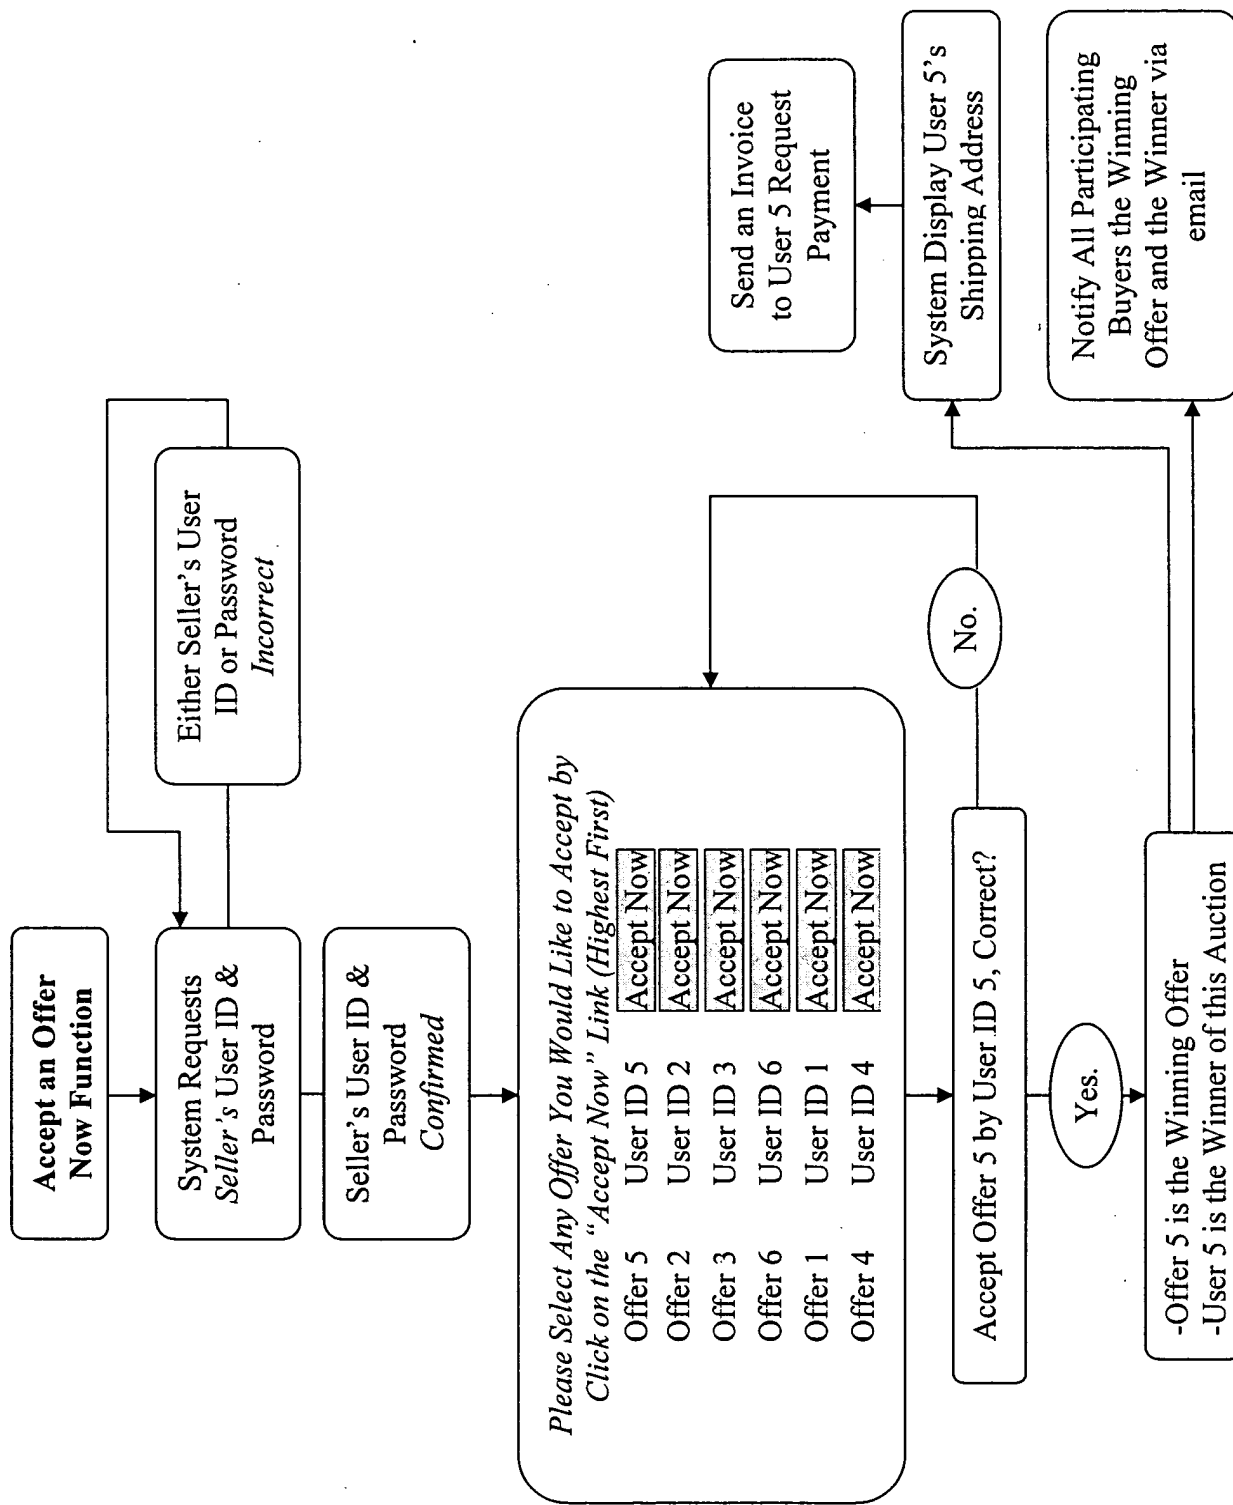 Accept an Offer
Now Function
System Requests
Seller's User ID &
Password
Either Seller's User
ID or Password
Incorrect
Seller's User ID &
Password
Confirmed
Please Select Any Offer You Would Like to Accept by
Click on the “Accept Now” Link (Highest First)
Offer 5 User ID 5 Accept Now
Offer 2 User ID 2 Accept Now
Offer 3 User ID 3 Accept Now
Offer 6 User ID 6 Accept Now
Offer 1 User ID 1 Accept Now
Offer 4 User ID 4 Accept Now
Accept Offer 5 by User ID 5, Correct?
No.
Yes.
-Offer 5 is the Winning Offer
-User 5 is the Winner of this Auction
Send an Invoice
to User 5 Request
Payment
System Display User 5's
Shipping Address
Notify All Participating
Buyers the Winning
Offer and the Winner via
email